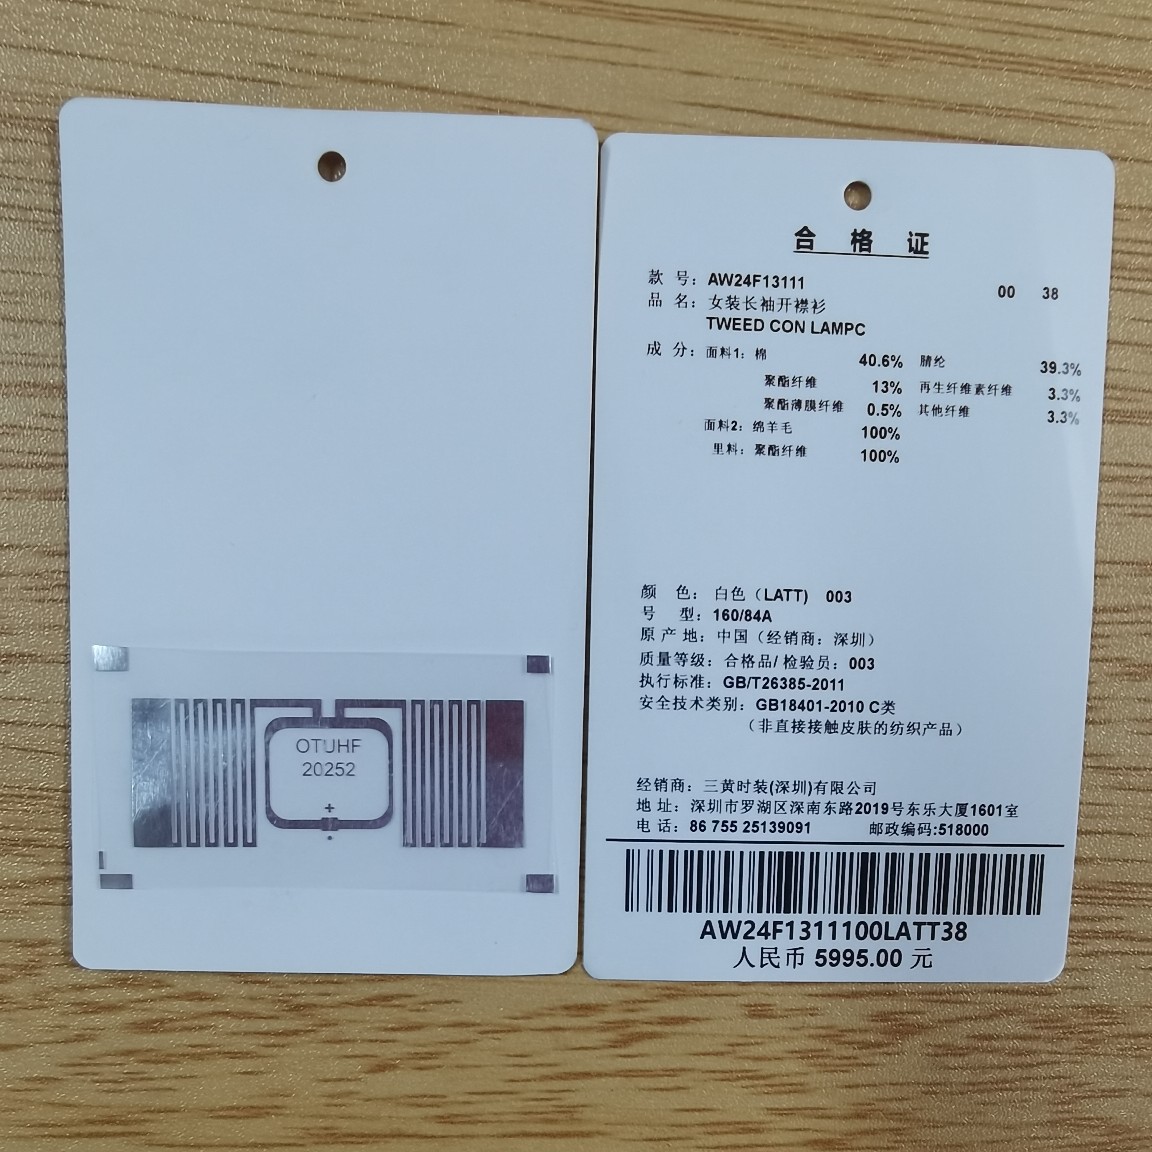 OTUHF
20252
合 格 证
款 号: AW24F13111 00 38
品 名: 女装长袖开襟衫
TWEED CON LAMPC
成 分: 面料1: 棉 40.6% 腈纶 39.3%
聚酯纤维 13% 再生纤维素纤维 3.3%
聚酯薄膜纤维 0.5% 其他纤维 3.3%
面料2: 绵羊毛 100%
里料: 聚酯纤维 100%
颜 色: 白色（LATT) 003
号 型: 160/84A
原 产 地: 中国（经销商: 深圳）
质量等级: 合格品/ 检验员: 003
执行标准: GB/T26385-2011
安全技术类别: GB18401-2010 C类
（非直接接触皮肤的纺织产品）
经销商: 三黄时装(深圳)有限公司
地 址: 深圳市罗湖区深南东路2019号东乐大厦1601室
电 话: 86 755 25139091 邮政编码:518000
AW24F1311100LATT38
人民币 5995.00 元